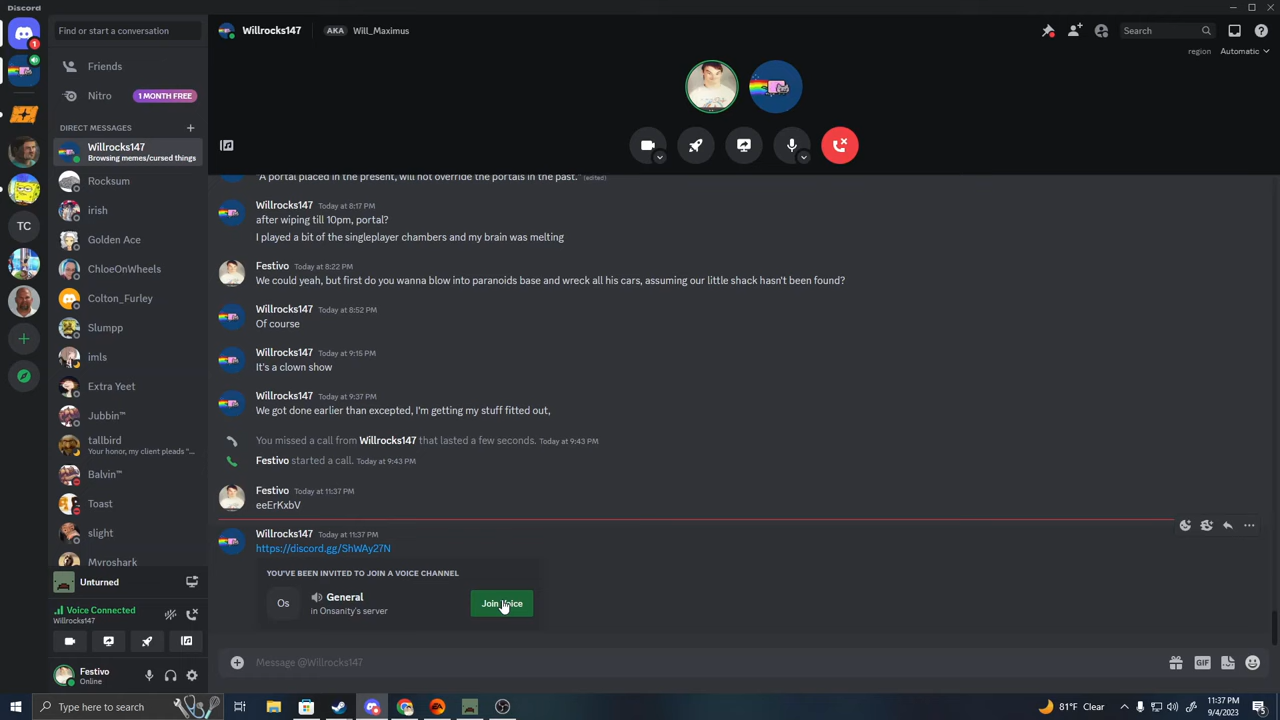 Discord
Find or start a conversation
Willrocks147
AKA Will_Maximus
Search
region Automatic
Friends
Nitro 1 MONTH FREE
DIRECT MESSAGES
Willrocks147
Browsing memes/cursed things
Rocksum
irish
Golden Ace
ChloeOnWheels
Colton_Furley
Slumpp
imls
Extra Yeet
Jubbin™
tallbird
Your honor, my client pleads "...
Balvin™
Toast
slight
Myroshark
1
TC
Unturned
Voice Connected
Willrocks147
Festivo
Online
"A portal placed in the present, will not override the portals in the past." (edited)
Willrocks147 Today at 8:17 PM
after wiping till 10pm, portal?
I played a bit of the singleplayer chambers and my brain was melting
Festivo Today at 8:22 PM
We could yeah, but first do you wanna blow into paranoids base and wreck all his cars, assuming our little shack hasn't been found?
Willrocks147 Today at 8:52 PM
Of course
Willrocks147 Today at 9:15 PM
It's a clown show
Willrocks147 Today at 9:37 PM
We got done earlier than excepted, I'm getting my stuff fitted out,
You missed a call from Willrocks147 that lasted a few seconds. Today at 9:43 PM
Festivo started a call. Today at 9:43 PM
Festivo Today at 11:37 PM
eeErKxbV
Willrocks147 Today at 11:37 PM
https://discord.gg/ShWAy27N
YOU'VE BEEN INVITED TO JOIN A VOICE CHANNEL
Os
General
in Onsanity's server
Join Voice
Message @Willrocks147
GIF
Type here to search
81°F Clear
11:37 PM
9/4/2023